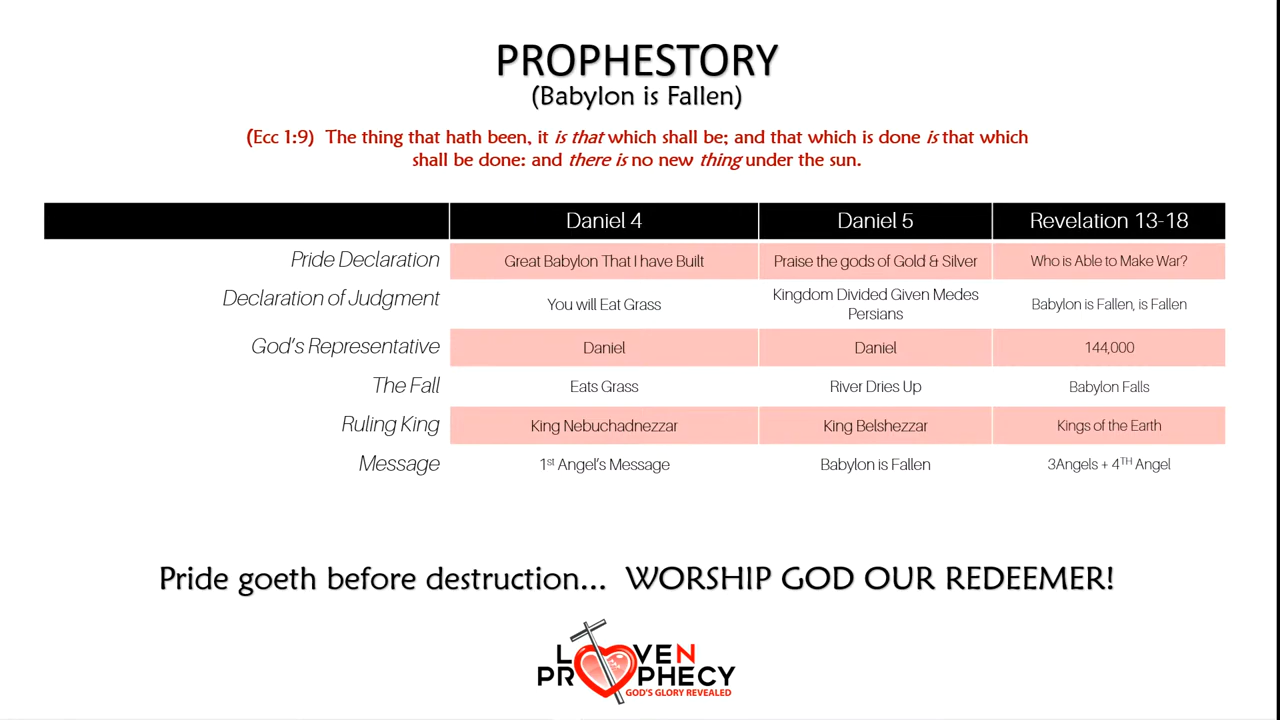 PROPHESTORY
(Babylon is Fallen)
(Ecc 1:9) The thing that hath been, it is that which shall be; and that which is done is that which
shall be done: and there is no new thing under the sun.
Daniel 4 Daniel 5 Revelation 13-18
Pride Declaration Great Babylon That I have Built Praise the gods of Gold & Silver Who is Able to Make War?
Declaration of Judgment You will Eat Grass Kingdom Divided Given Medes Persians Babylon is Fallen, is Fallen
God's Representative Daniel Daniel 144,000
The Fall Eats Grass River Dries Up Babylon Falls
Ruling King King Nebuchadnezzar King Belshezzar Kings of the Earth
Message 1st Angel's Message Babylon is Fallen 3Angels + 4TH Angel
Pride goeth before destruction... WORSHIP GOD OUR REDEEMER!
LOVEN
PROPHECY
GOD'S GLORY REVEALED